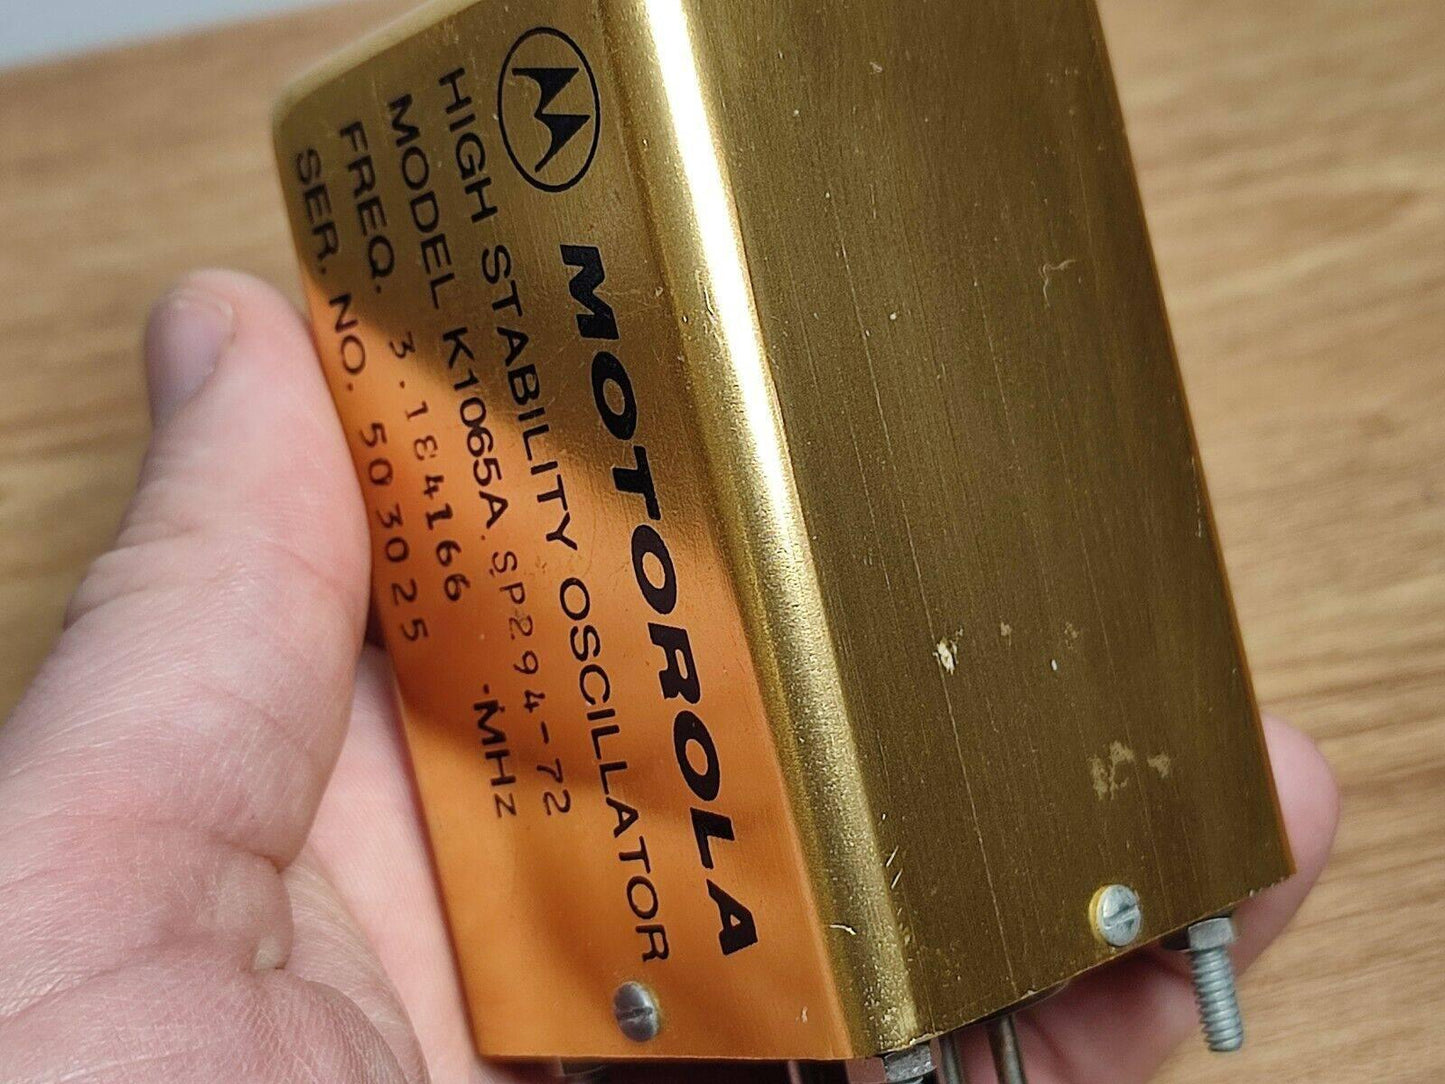 MOTOROLA
HIGH STABILITY OSCILLATOR
MODEL K1065A SP294-72
FREQ. 3.184166 MHz
SER. NO. 503025